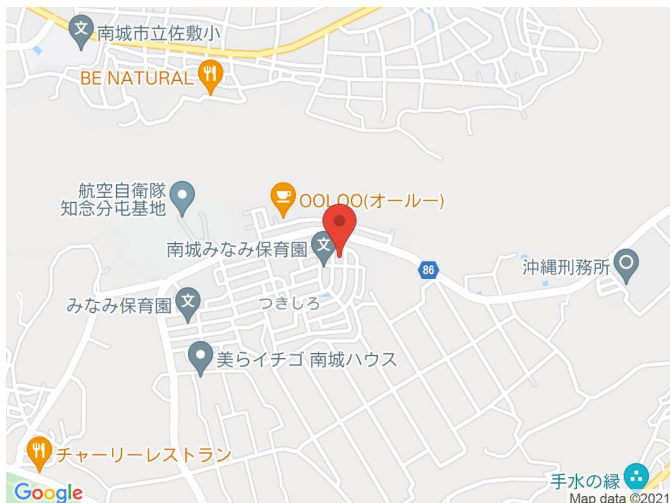 南城市立佐敷小
BE NATURAL
航空自衛隊
知念分屯基地
OOLOO(オールー)
南城みなみ保育園
86
沖縄刑務所
みなみ保育園
つきしろ
美らイチゴ 南城ハウス
チャーリーレストラン
手水の縁
Google
Map data ©2021